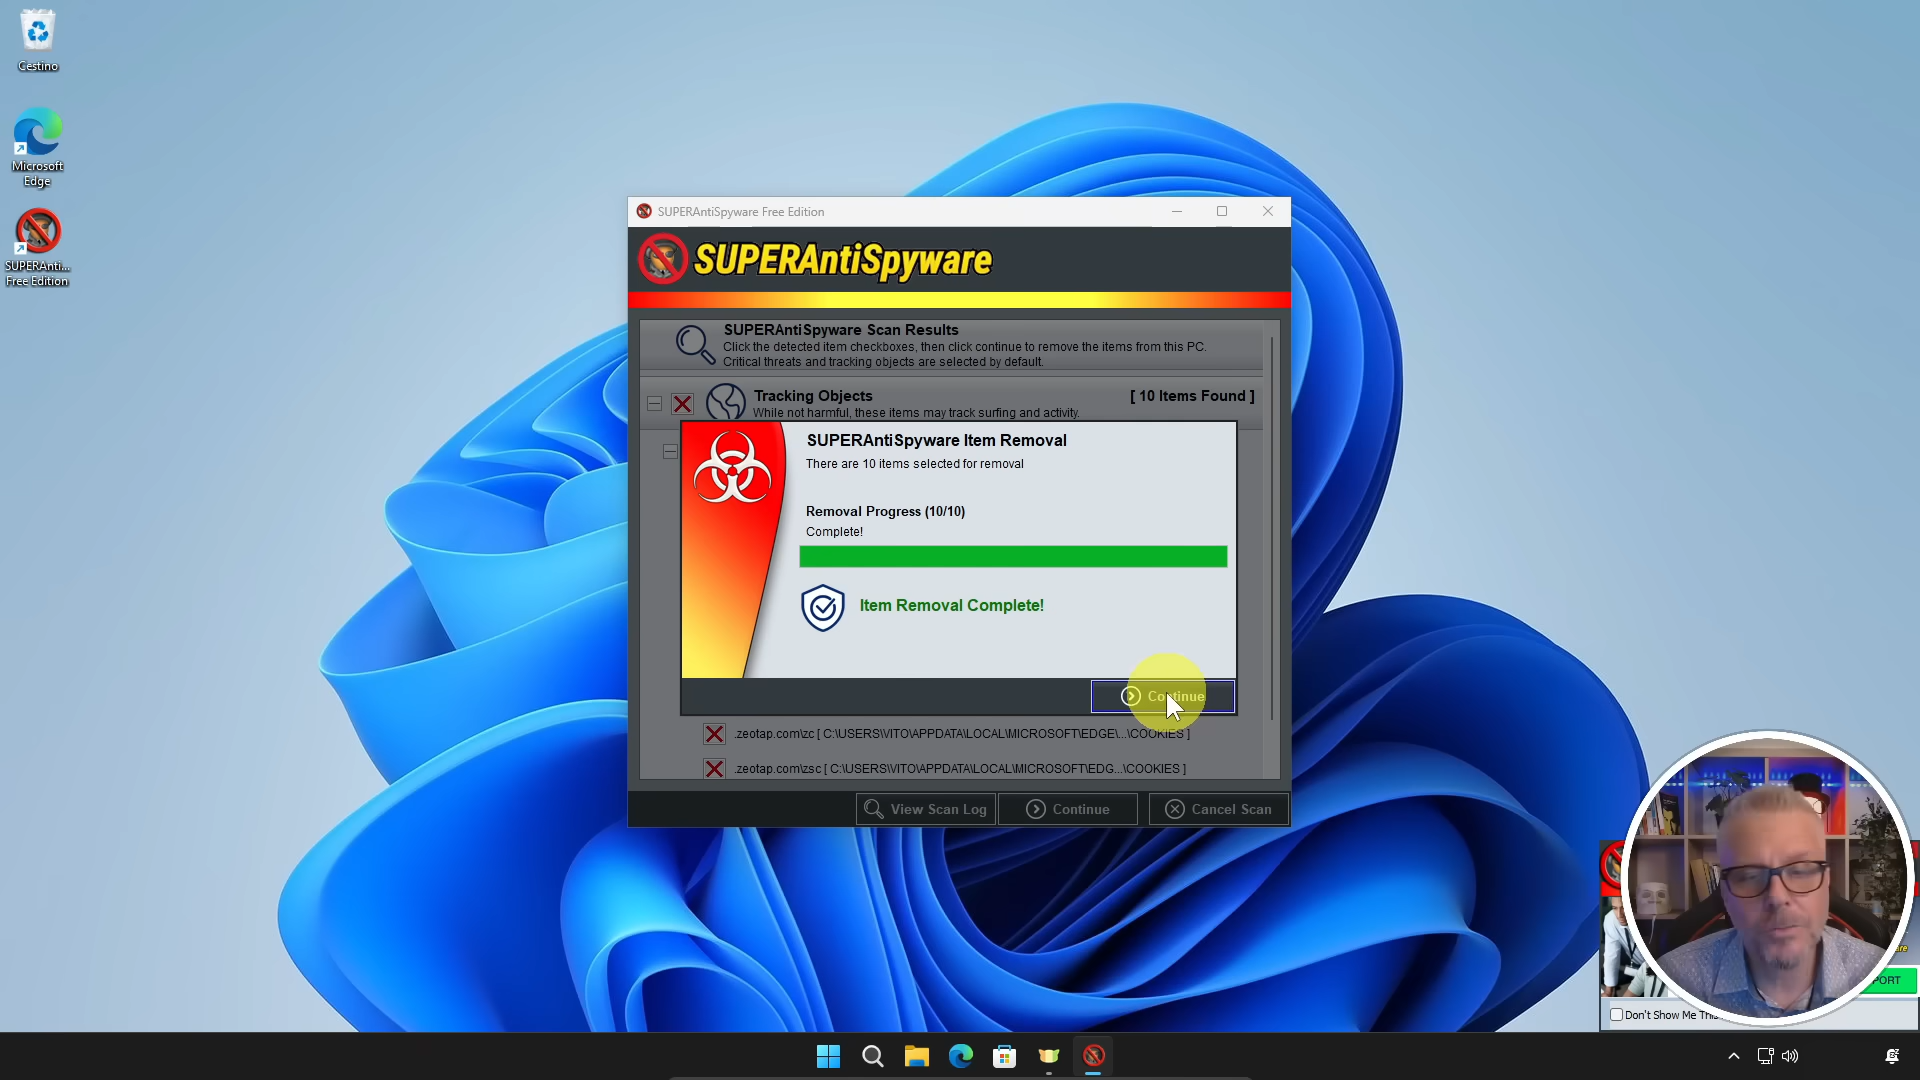 Cestino
Microsoft
Edge
SUPERAnti...
Free Edition
SUPERAntiSpyware Free Edition
SUPERAntiSpyware
SUPERAntiSpyware Scan Results
Click the detected item checkboxes, then click continue to remove the items from this PC.
Critical threats and tracking objects are selected by default.
Tracking Objects
[ 10 Items Found ]
While not harmful, these items may track surfing and activity.
SUPERAntiSpyware Item Removal
There are 10 items selected for removal
Removal Progress (10/10)
Complete!
Item Removal Complete!
Continue
.zeotap.com\zc [ C:\USERS\VITO\APPDATA\LOCAL\MICROSOFT\EDGE\...\COOKIES ]
.zeotap.com\zsc [ C:\USERS\VITO\APPDATA\LOCAL\MICROSOFT\EDG...\COOKIES ]
View Scan Log
Continue
Cancel Scan
Don't Show Me This